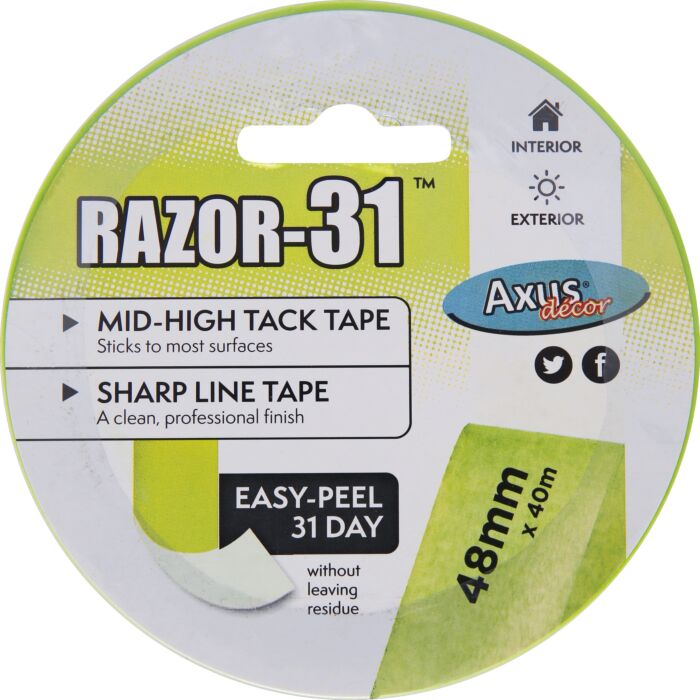 INTERIOR
EXTERIOR
RAZOR-31™
Axus®
décor
MID-HIGH TACK TAPE
Sticks to most surfaces
SHARP LINE TAPE
A clean, professional finish
EASY-PEEL
31 DAY
without
leaving
residue
48mm
x 40m